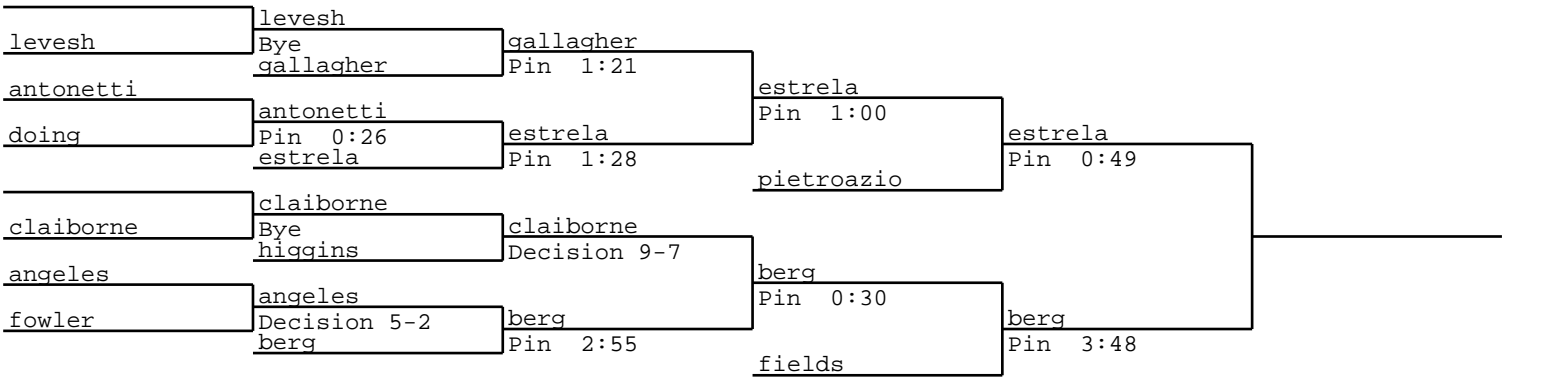 levesh
levesh
Bye
gallagher
gallagher
Pin 1:21
antonetti
doing
antonetti
Pin 0:26
estrela
estrela
Pin 1:28
estrela
Pin 1:00
pietroazio
estrela
Pin 0:49
claiborne
claiborne
Bye
higgins
claiborne
Decision 9-7
angeles
fowler
angeles
Decision 5-2
berg
berg
Pin 2:55
berg
Pin 0:30
fields
berg
Pin 3:48